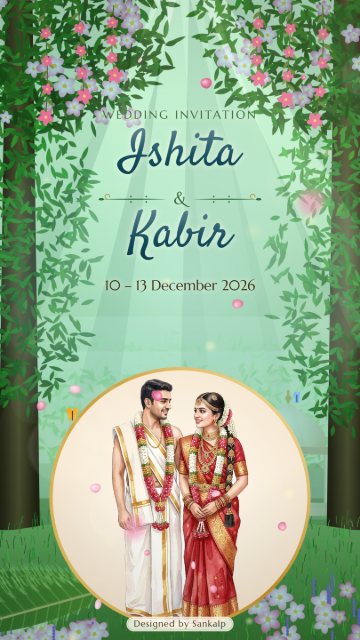 WEDDING INVITATION
Ishita
&
Kabir
10 – 13 December 2026
Designed by Sankalp